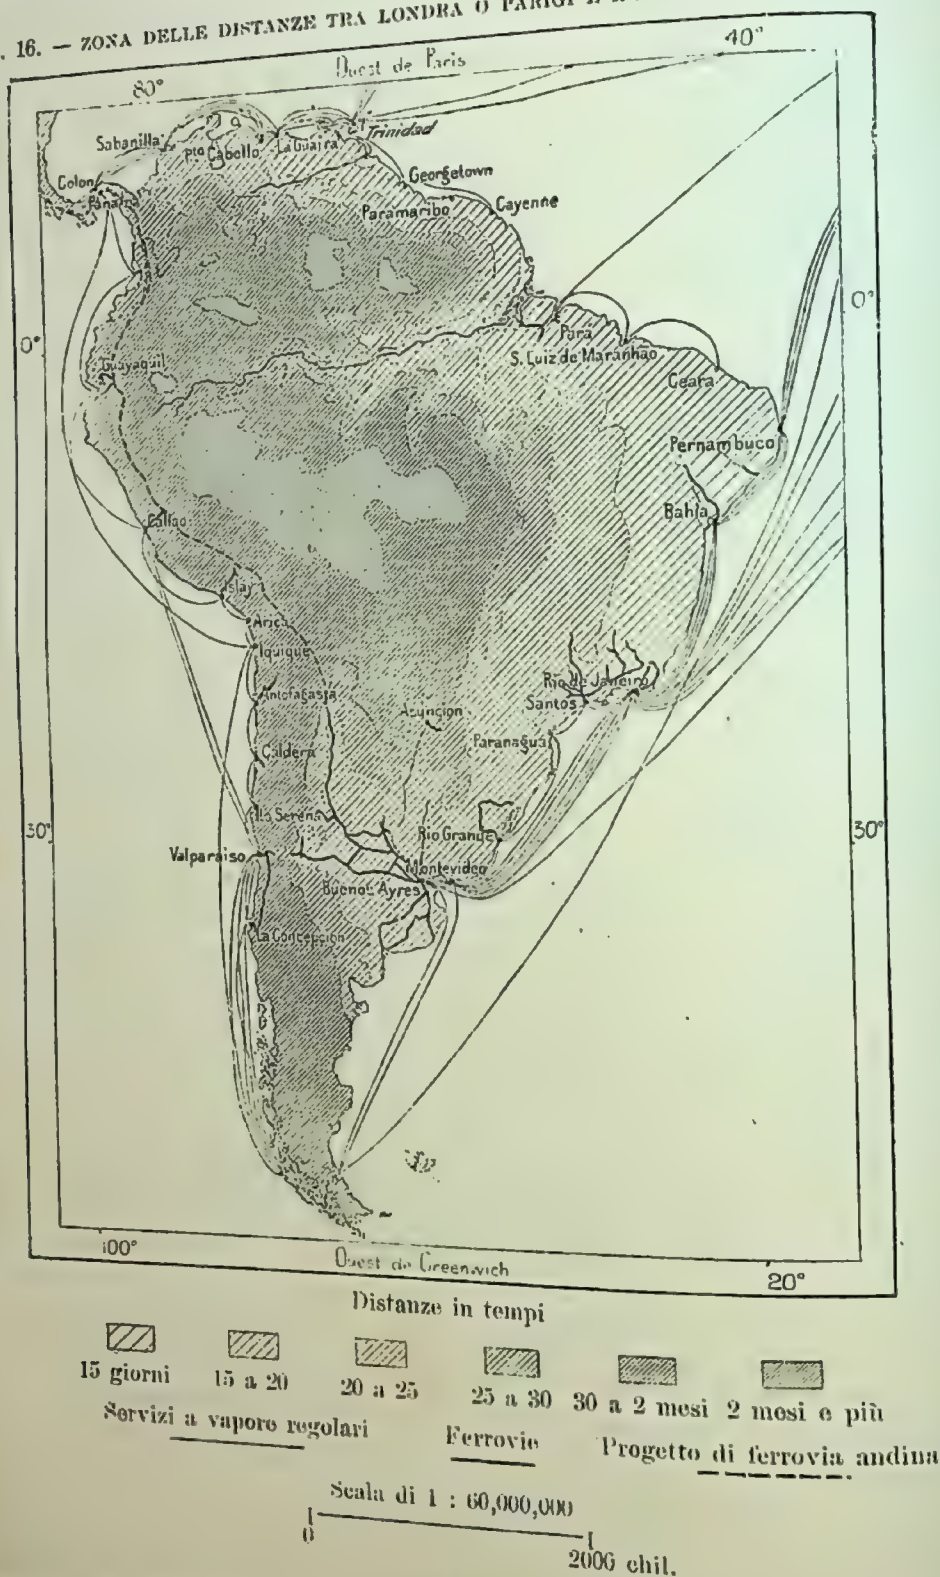 . 16. — ZONA DELLE DISTANZE TRA LONDRA O PARIGI
Ouest de Paris
80° 40°
Trinidad
Sabanilla Pto Cabello La Guaira
Georgetown
Colon
Panama Paramaribo Cayenne
0°
Pará
0° S. Luiz de Maranhão
Guayaquil Ceara
Pernambuco
Bahia
Callao
Islay
Arica
Iquique
Rio de Janeiro
Antofagasta Santos
Asuncion
Paranagua
Caldera
La Serena
30° Rio Grande 30°
Valparaiso
Montevideo
Buenos Ayres
La Concepcion
100° Ouest de Greenwich
20°
Distanze in tempi
15 giorni 15 a 20 20 a 25 25 a 30 30 a 2 mesi 2 mesi e più
Servizi a vapore regolari Ferrovie Progetto di ferrovia andina
Scala di 1 : 60,000,000
0 2000 chil.